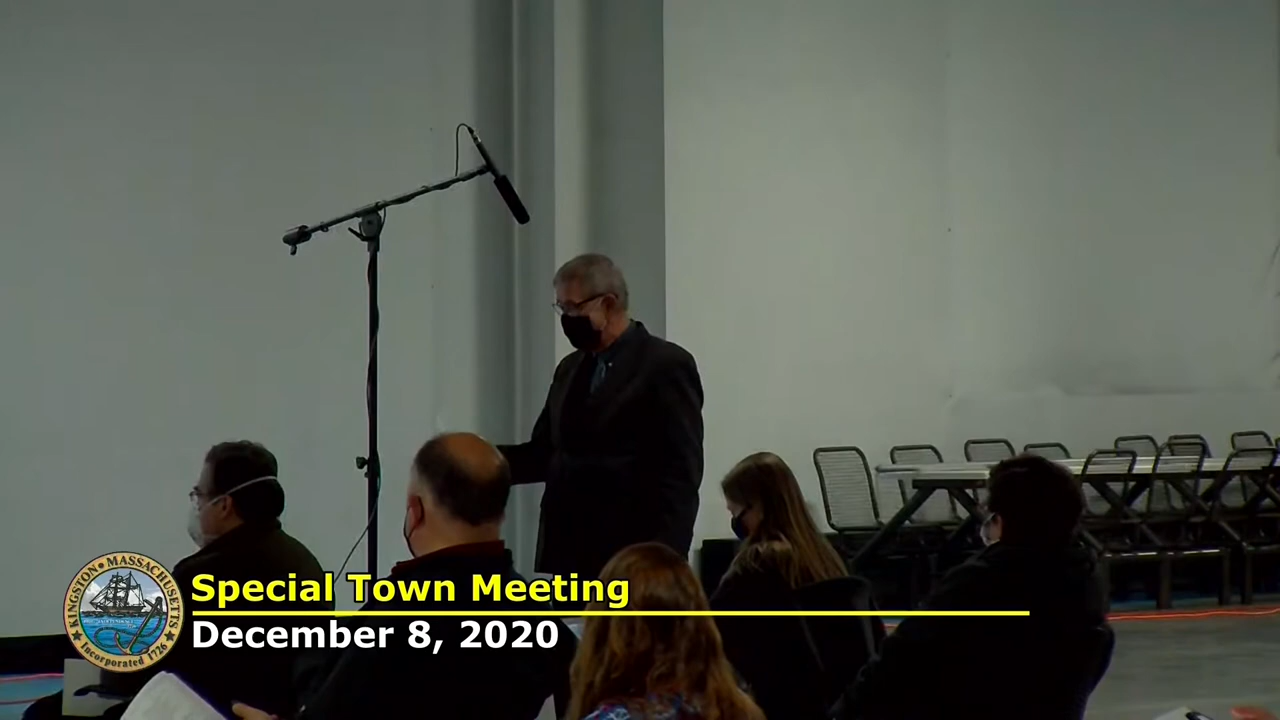 Special Town Meeting
December 8, 2020
KINGSTON • MASSACHUSETTS
Incorporated 1726